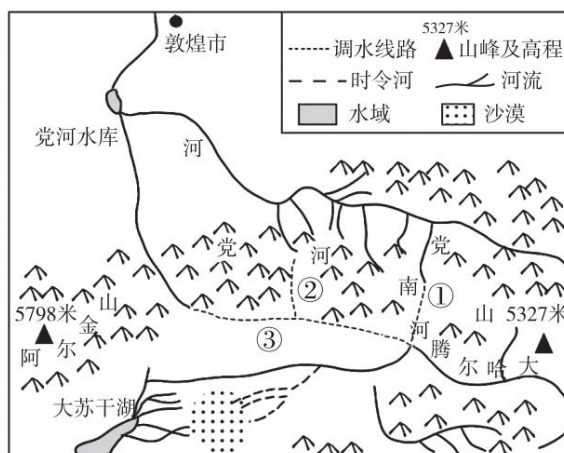 敦煌市
5327米
调水线路
山峰及高程
时令河
河流
水域
沙漠
党河水库
河
党河南山
党
①
②
③
5798米
阿尔金山
5327米
大哈尔腾河
大苏干湖